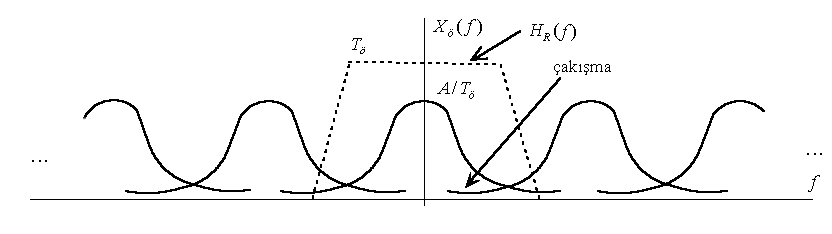 X_ö(f)
H_R(f)
T_ö
çakışma
A/T_ö
...
...
f